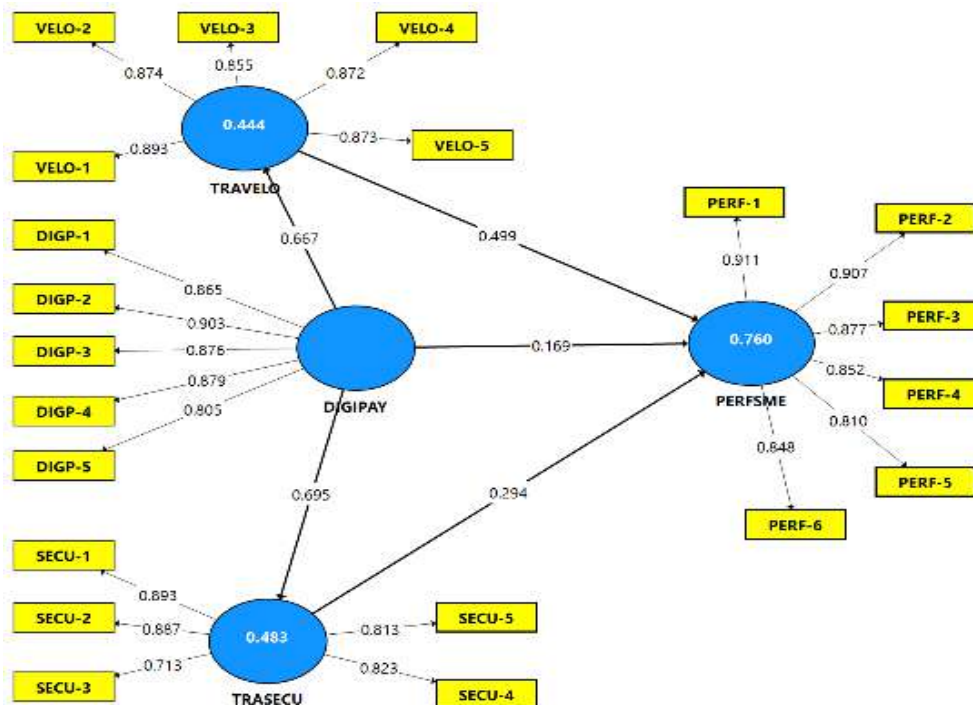 VELO-2
VELO-3
VELO-4
0.874
0.855
0.872
0.444
0.893
0.873
VELO-1
VELO-5
TRAVELO
DIGP-1
DIGP-2
DIGP-3
DIGP-4
DIGP-5
0.865
0.903
0.876
0.879
0.805
0.667
0.499
DIGIPAY
0.169
0.695
0.294
PERF-1
PERF-2
0.911
0.907
0.877
PERF-3
0.760
0.852
PERF-4
PERFSME
0.810
0.848
PERF-5
PERF-6
SECU-1
SECU-2
SECU-3
0.893
0.887
0.713
0.483
0.813
SECU-5
0.823
SECU-4
TRASECU